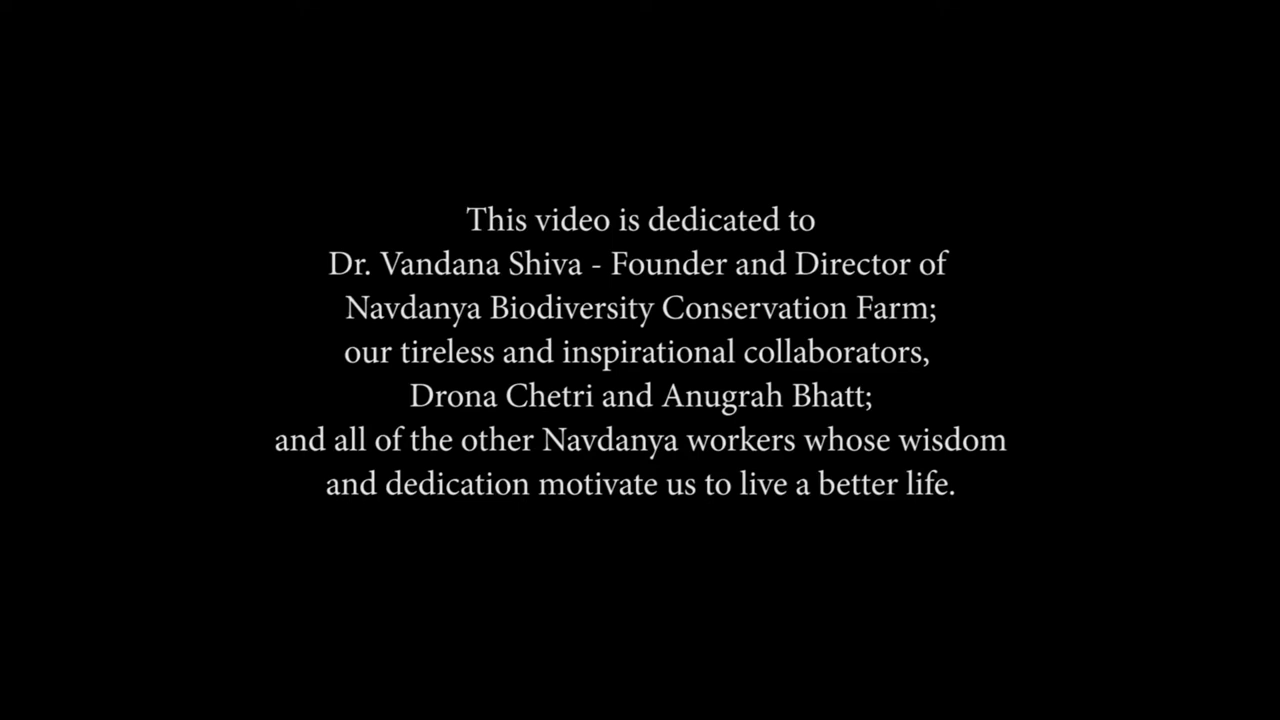 This video is dedicated to
Dr. Vandana Shiva - Founder and Director of
Navdanya Biodiversity Conservation Farm;
our tireless and inspirational collaborators,
Drona Chetri and Anugrah Bhatt;
and all of the other Navdanya workers whose wisdom
and dedication motivate us to live a better life.